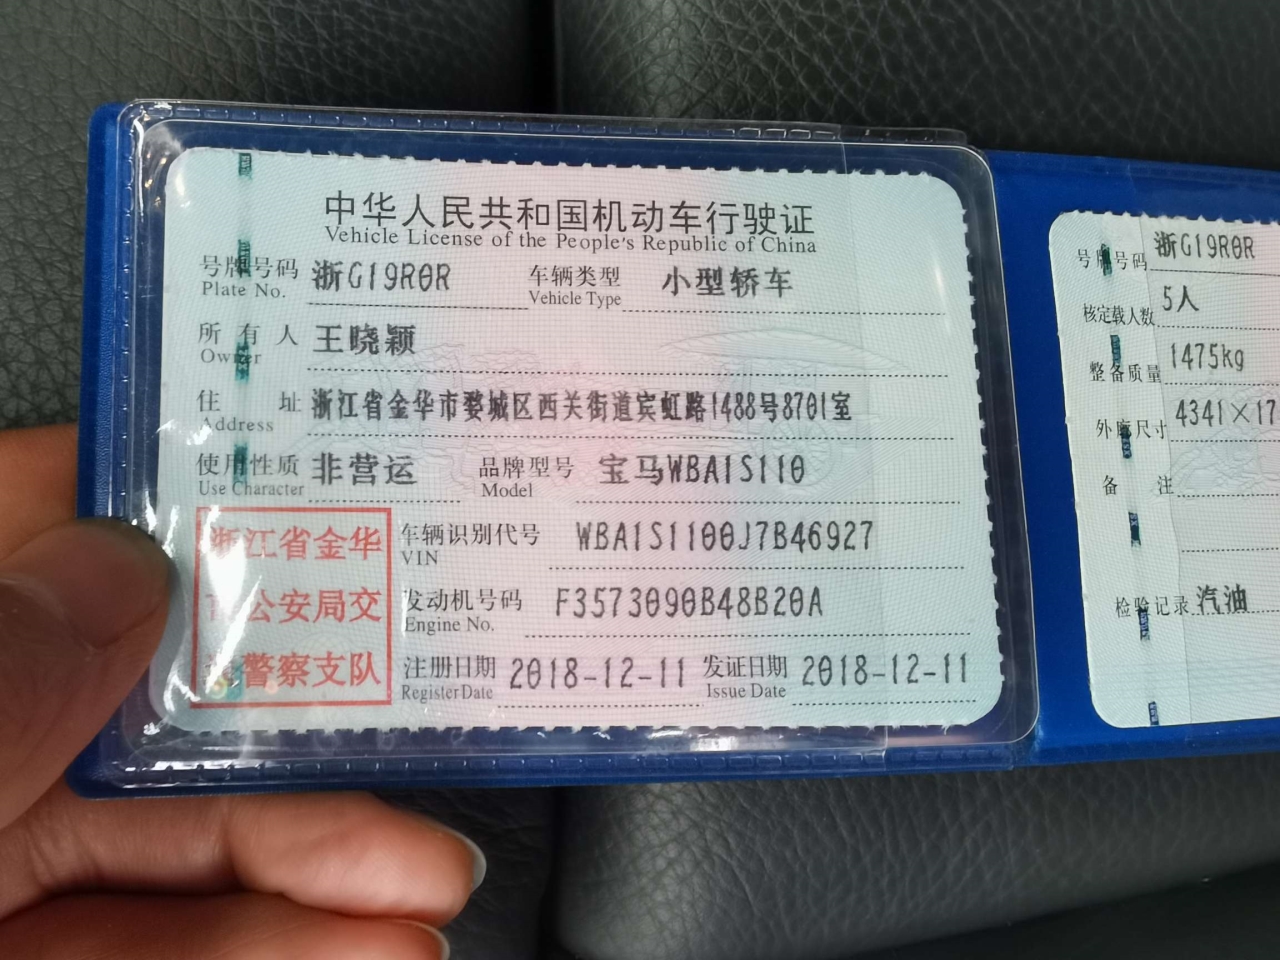 中华人民共和国机动车行驶证
Vehicle License of the People's Republic of China
号牌号码 浙G19R0R 车辆类型 小型轿车
Plate No. Vehicle Type
所有人 王晓颖
Owner
住址 浙江省金华市婺城区西关街道宾虹路1488号8701室
Address
使用性质 非营运 品牌型号 宝马WBA1S110
Use Character Model
浙江省金华
公安局交
警察支队
车辆识别代号 WBA1S1100J7B46927
VIN
发动机号码 F3573090B48B20A
Engine No.
注册日期 2018-12-11 发证日期 2018-12-11
Register Date Issue Date
号牌号码 浙G19R0R
核定载人数 5人
整备质量 1475kg
外廓尺寸 4341×17
备注
检验记录 汽油